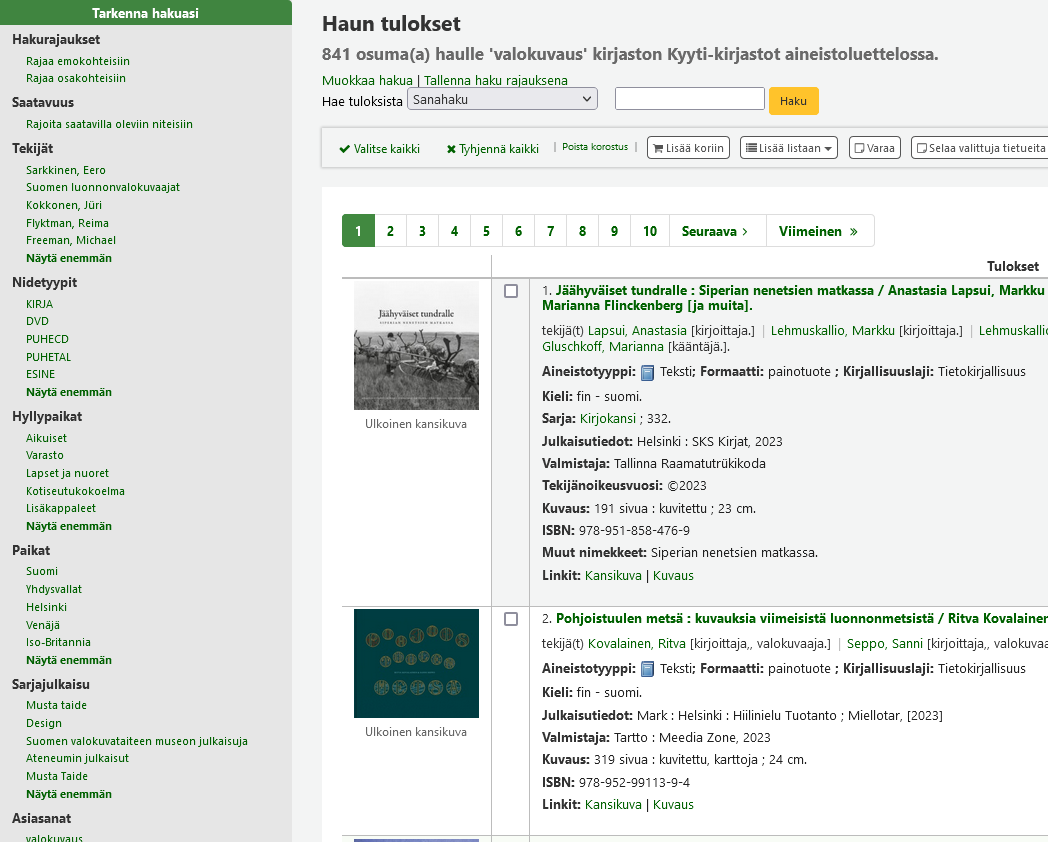 Tarkenna hakuasi
Hakurajaukset
Rajaa emokohteisiin
Rajaa osakohteisiin
Saatavuus
Rajoita saatavilla oleviin niteisiin
Tekijät
Sarkkinen, Eero
Suomen luonnonvalokuvaajat
Kokkonen, Jüri
Flyktman, Reima
Freeman, Michael
Näytä enemmän
Nidetyypit
KIRJA
DVD
PUHECD
PUHETAL
ESINE
Näytä enemmän
Hyllypaikat
Aikuiset
Varasto
Lapset ja nuoret
Kotiseutukokoelma
Lisäkappaleet
Näytä enemmän
Paikat
Suomi
Yhdysvallat
Helsinki
Venäjä
Iso-Britannia
Näytä enemmän
Sarjajulkaisu
Musta taide
Design
Suomen valokuvataiteen museon julkaisuja
Ateneumin julkaisut
Musta Taide
Näytä enemmän
Asiasanat
valokuvaus
Haun tulokset
841 osuma(a) haulle 'valokuvaus' kirjaston Kyyti-kirjastot aineistoluettelossa.
Muokkaa hakua | Tallenna haku rajauksena
Hae tuloksista Sanahaku Haku
Valitse kaikki Tyhjennä kaikki | Poista korostus | Lisää koriin Lisää listaan Varaa Selaa valittuja tietueita
1 2 3 4 5 6 7 8 9 10 Seuraava Viimeinen
Tulokset
Jäähyväiset tundralle
SIPERIAN NENETSIEN MATKASSA
Ulkoinen kansikuva
1. Jäähyväiset tundralle : Siperian nenetsien matkassa / Anastasia Lapsui, Markku
Marianna Flinckenberg [ja muita].
tekijä(t) Lapsui, Anastasia [kirjoittaja.] | Lehmuskallio, Markku [kirjoittaja.] | Lehmuskallio
Gluschkoff, Marianna [kääntäjä.].
Aineistotyyppi: Teksti; Formaatti: painotuote ; Kirjallisuuslaji: Tietokirjallisuus
Kieli: fin - suomi.
Sarja: Kirjokansi ; 332.
Julkaisutiedot: Helsinki : SKS Kirjat, 2023
Valmistaja: Tallinna Raamatutrükikoda
Tekijänoikeusvuosi: ©2023
Kuvaus: 191 sivua : kuvitettu ; 23 cm.
ISBN: 978-951-858-476-9
Muut nimekkeet: Siperian nenetsien matkassa.
Linkit: Kansikuva | Kuvaus
Ulkoinen kansikuva
2. Pohjoistuulen metsä : kuvauksia viimeisistä luonnonmetsistä / Ritva Kovalainen
tekijä(t) Kovalainen, Ritva [kirjoittaja,, valokuvaaja.] | Seppo, Sanni [kirjoittaja,, valokuvaa
Aineistotyyppi: Teksti; Formaatti: painotuote ; Kirjallisuuslaji: Tietokirjallisuus
Kieli: fin - suomi.
Julkaisutiedot: Mark : Helsinki : Hiilinielu Tuotanto ; Miellotar, [2023]
Valmistaja: Tartto : Meedia Zone, 2023
Kuvaus: 319 sivua : kuvitettu, karttoja ; 24 cm.
ISBN: 978-952-99113-9-4
Linkit: Kansikuva | Kuvaus